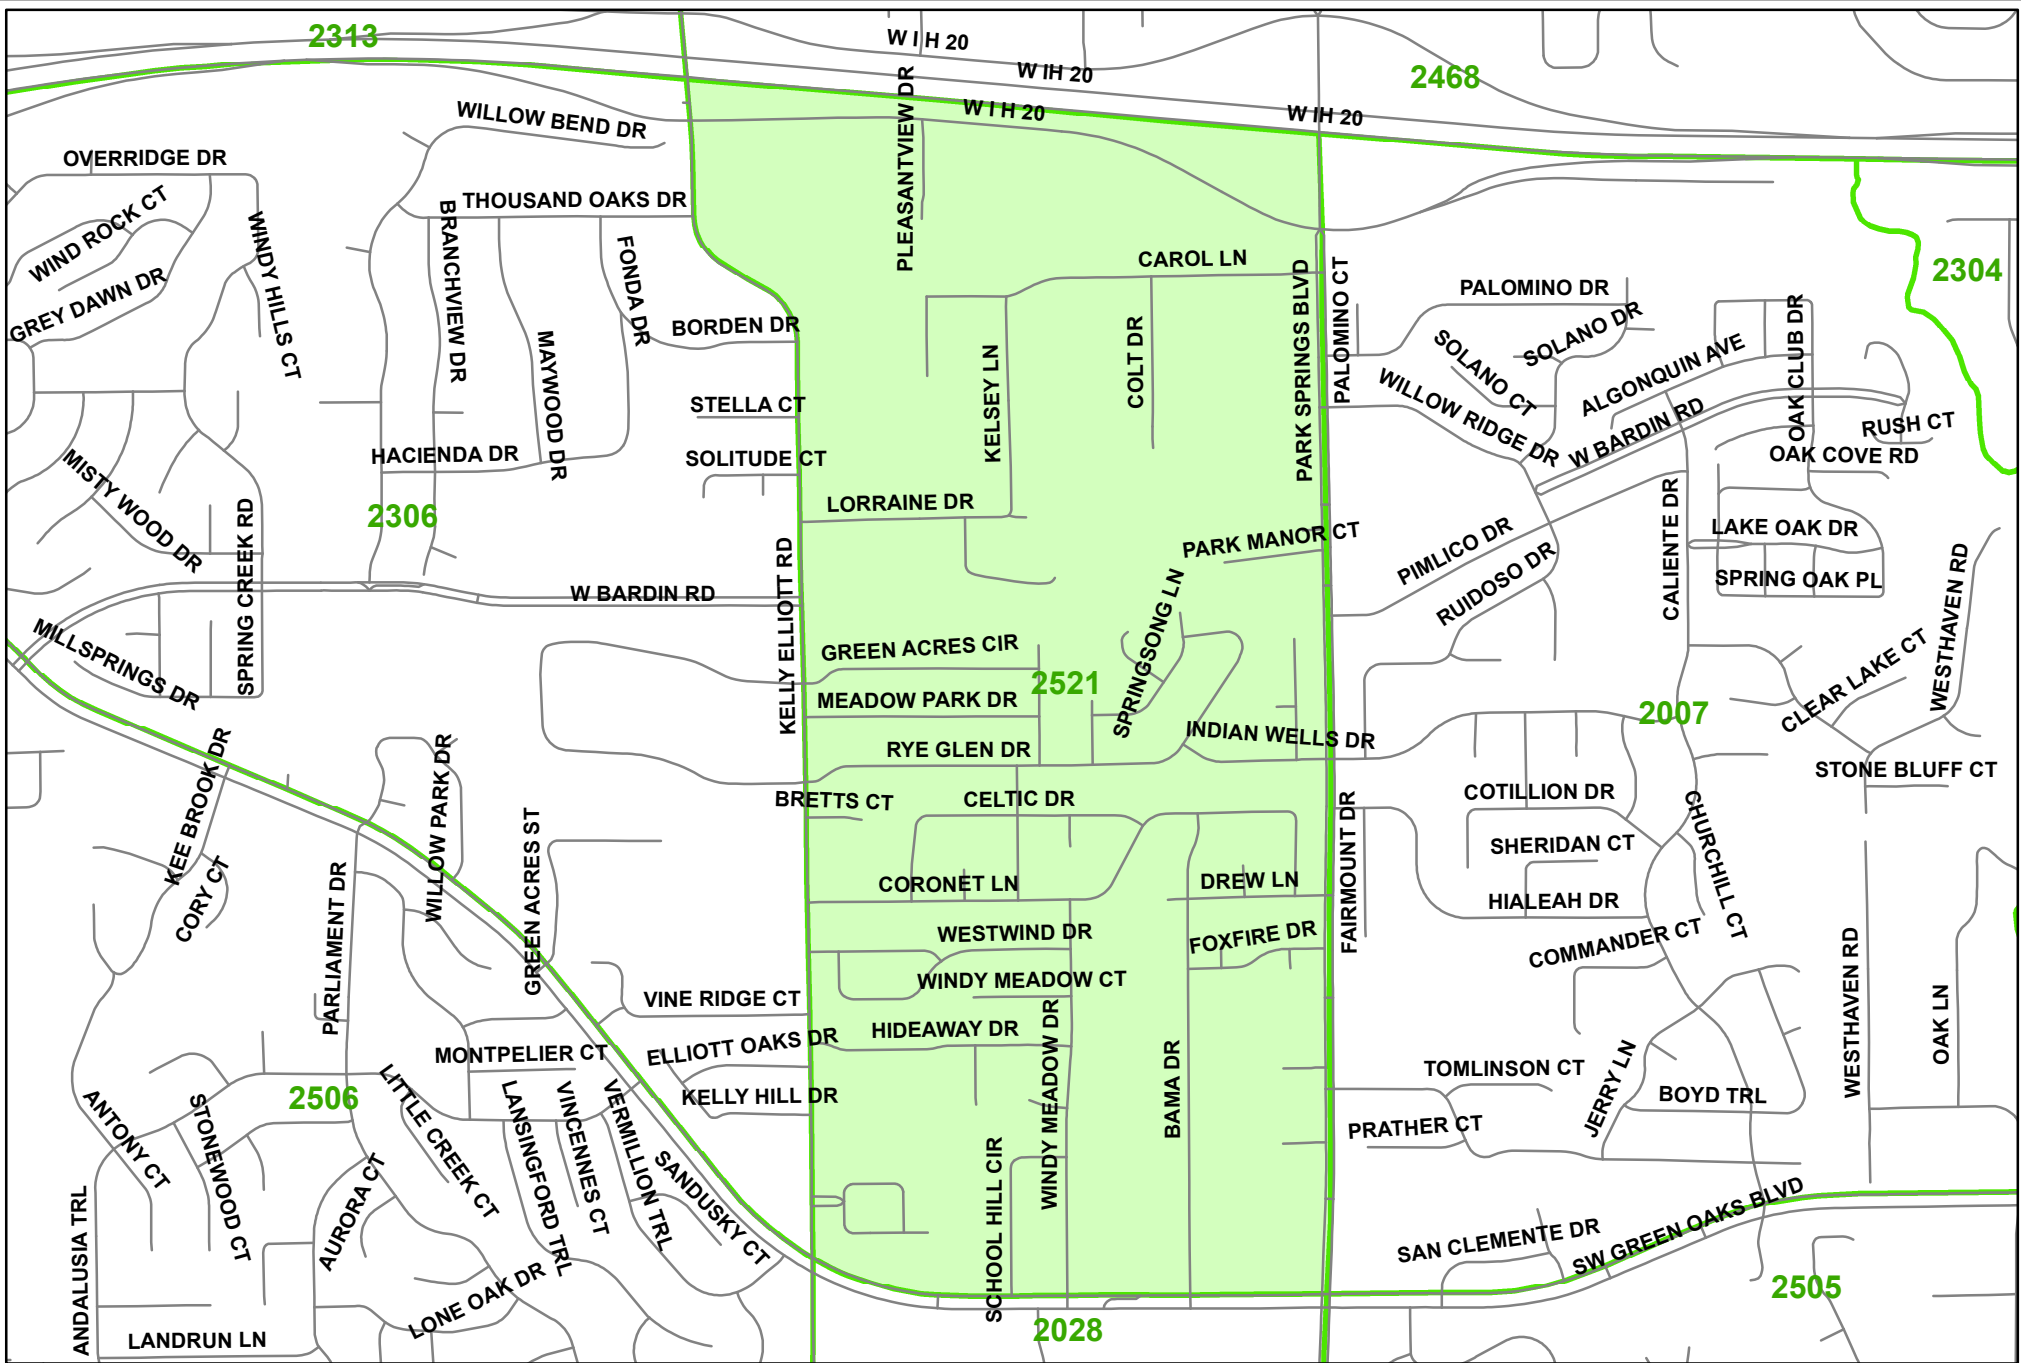 2313
W I H 20
W IH 20
2468
W I H 20
W IH 20
PLEASANTVIEW DR
WILLOW BEND DR
OVERRIDGE DR
THOUSAND OAKS DR
WIND ROCK CT
WINDY HILLS CT
BRANCHVIEW DR
FONDA DR
GREY DAWN DR
CAROL LN
PARK SPRINGS BLVD
PALOMINO CT
PALOMINO DR
2304
BORDEN DR
MAYWOOD DR
KELSEY LN
COLT DR
SOLANO DR
SOLANO CT
ALGONQUIN AVE
OAK CLUB DR
STELLA CT
WILLOW RIDGE DR
W BARDIN RD
RUSH CT
HACIENDA DR
SOLITUDE CT
OAK COVE RD
MISTY WOOD DR
2306
LORRAINE DR
PARK MANOR CT
PIMLICO DR
RUIDOSO DR
CALIENTE DR
LAKE OAK DR
SPRING OAK PL
SPRING CREEK RD
W BARDIN RD
KELLY ELLIOTT RD
SPRINGSONG LN
WESTHAVEN RD
MILLSPRINGS DR
GREEN ACRES CIR
2521
MEADOW PARK DR
CLEAR LAKE CT
2007
INDIAN WELLS DR
RYE GLEN DR
STONE BLUFF CT
KEE BROOK DR
WILLOW PARK DR
BRETTS CT
CELTIC DR
COTILLION DR
GREEN ACRES ST
FAIRMOUNT DR
CHURCHILL CT
SHERIDAN CT
CORY CT
PARLIAMENT DR
CORONET LN
DREW LN
HIALEAH DR
WESTWIND DR
FOXFIRE DR
COMMANDER CT
WINDY MEADOW CT
WESTHAVEN RD
OAK LN
VINE RIDGE CT
HIDEAWAY DR
WINDY MEADOW DR
BAMA DR
ELLIOTT OAKS DR
MONTPELIER CT
TOMLINSON CT
JERRY LN
BOYD TRL
KELLY HILL DR
2506
ANTONY CT
STONEWOOD CT
LITTLE CREEK CT
LANSINGFORD TRL
VINCENNES CT
VERMILLION TRL
SANDUSKY CT
PRATHER CT
SCHOOL HILL CIR
AURORA CT
ANDALUSIA TRL
SAN CLEMENTE DR
SW GREEN OAKS BLVD
2505
LONE OAK DR
LANDRUN LN
2028